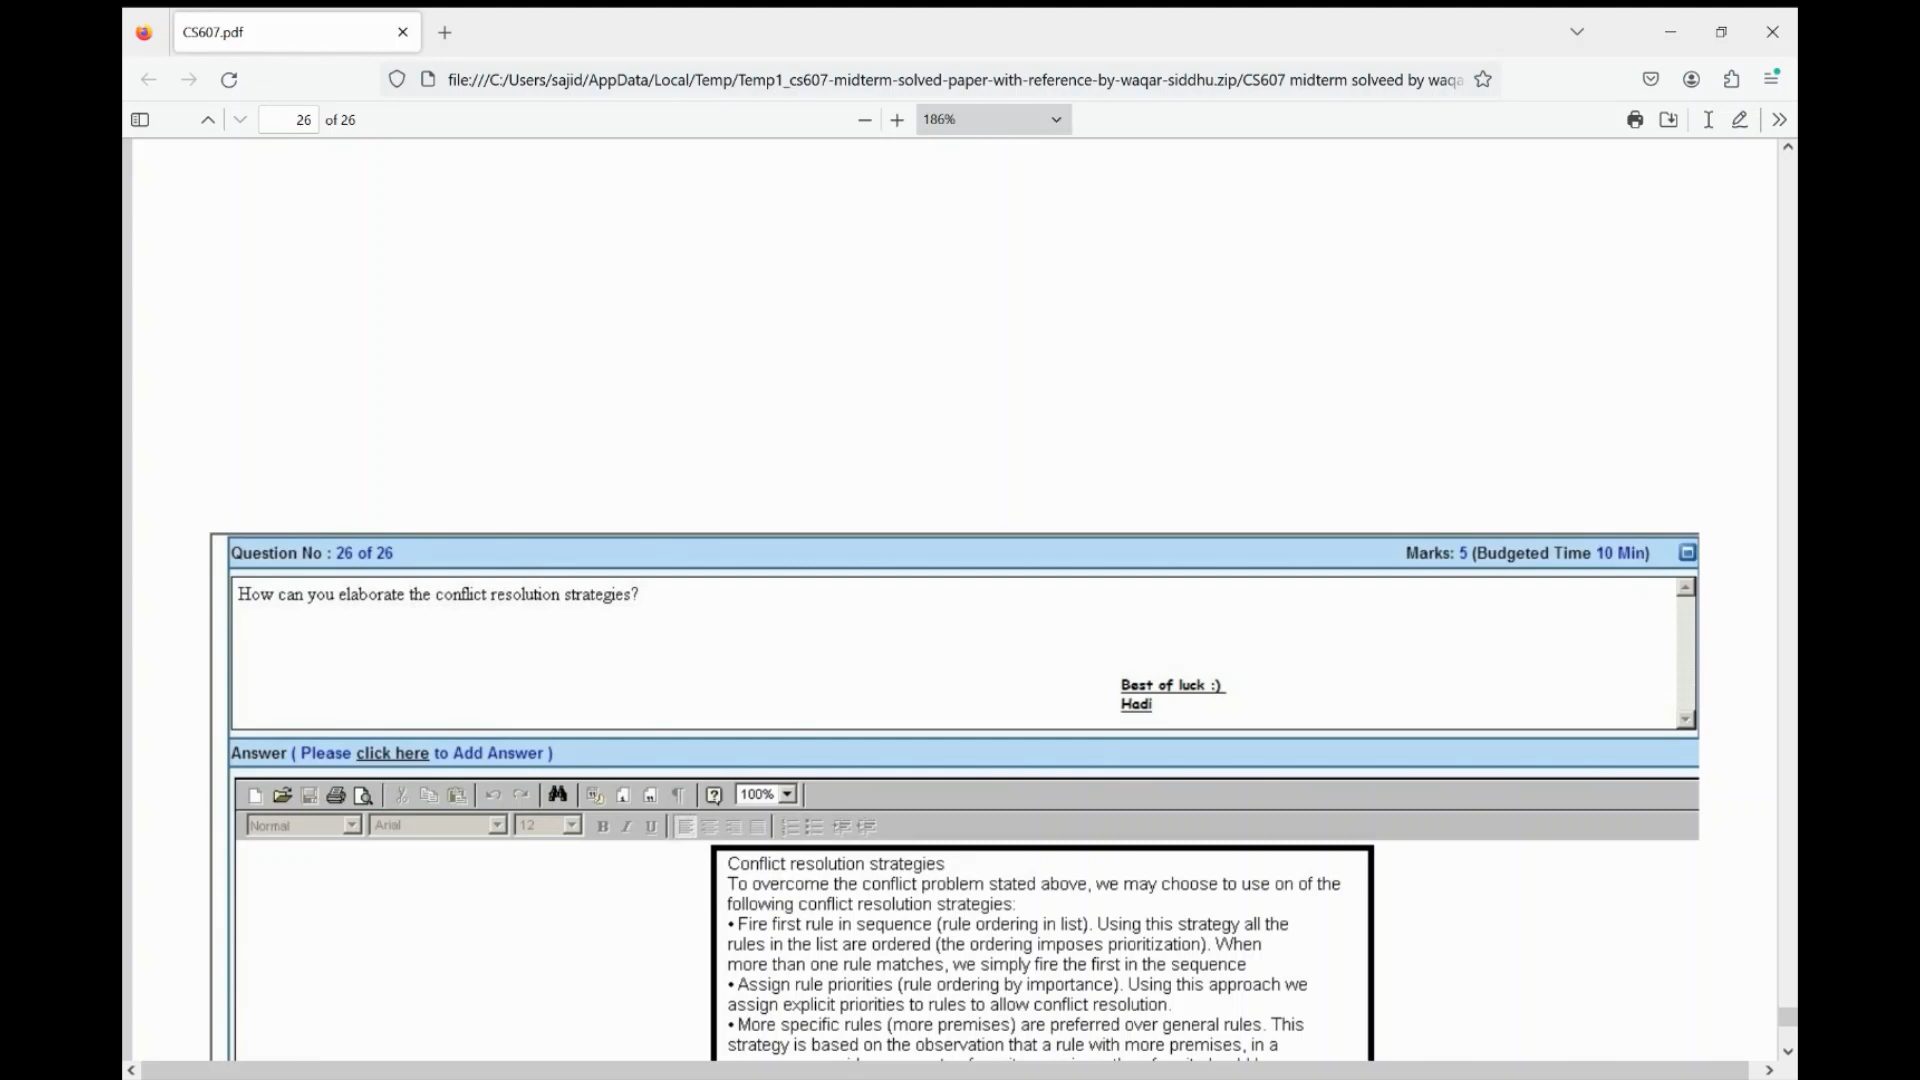 CS607.pdf
file:///C:/Users/sajid/AppData/Local/Temp/Temp1_cs607-midterm-solved-paper-with-reference-by-waqar-siddhu.zip/CS607 midterm solveed by waqa
26 of 26
186%
Question No : 26 of 26 Marks: 5 (Budgeted Time 10 Min)
How can you elaborate the conflict resolution strategies?
Best of luck :)
Hadi
Answer ( Please click here to Add Answer )
100%
Normal Arial 12 B I U
Conflict resolution strategies
To overcome the conflict problem stated above, we may choose to use on of the
following conflict resolution strategies:
• Fire first rule in sequence (rule ordering in list). Using this strategy all the
rules in the list are ordered (the ordering imposes prioritization). When
more than one rule matches, we simply fire the first in the sequence
• Assign rule priorities (rule ordering by importance). Using this approach we
assign explicit priorities to rules to allow conflict resolution.
• More specific rules (more premises) are preferred over general rules. This
strategy is based on the observation that a rule with more premises, in a